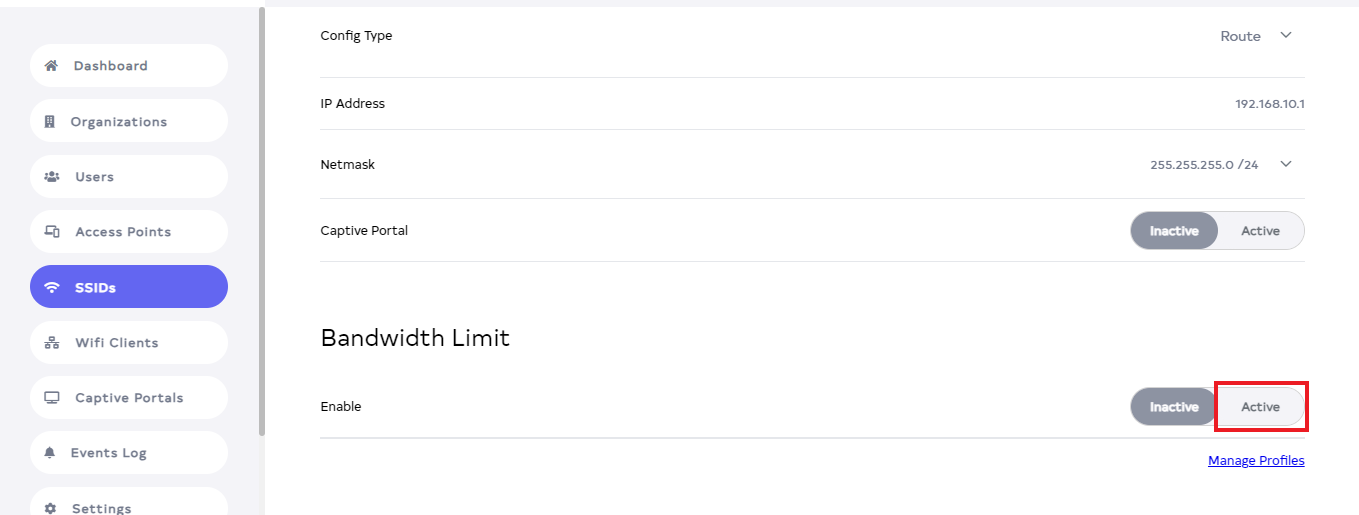 Dashboard
Organizations
Users
Access Points
SSIDs
Wifi Clients
Captive Portals
Events Log
Settings
Config Type Route
IP Address 192.168.10.1
Netmask 255.255.255.0 /24
Captive Portal Inactive Active
Bandwidth Limit
Enable Inactive Active
Manage Profiles